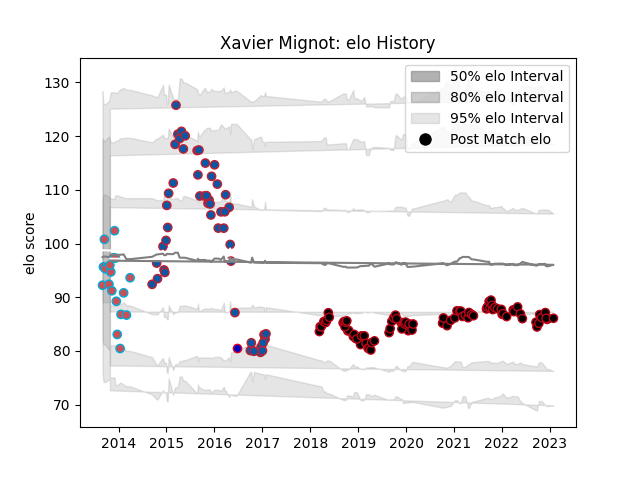 Xavier Mignot: elo History
50% elo Interval
80% elo Interval
95% elo Interval
Post Match elo
elo score
130
120
110
100
90
80
70
2014 2015 2016 2017 2018 2019 2020 2021 2022 2023